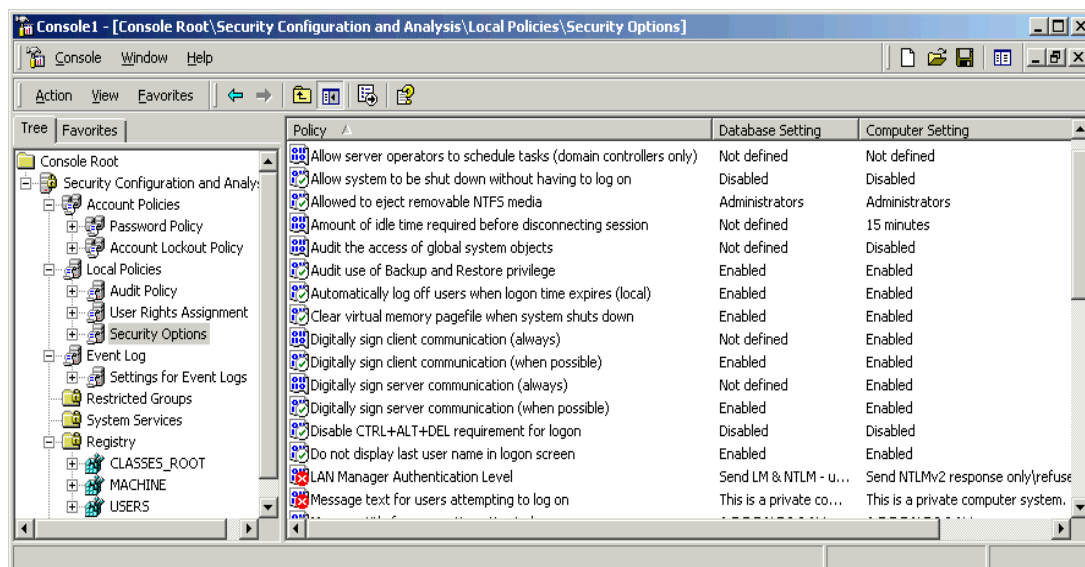 Console1 - [Console Root\Security Configuration and Analysis\Local Policies\Security Options]
Console Window Help
Action View Favorites
Tree Favorites
Console Root
Security Configuration and Analys
Account Policies
Password Policy
Account Lockout Policy
Local Policies
Audit Policy
User Rights Assignment
Security Options
Event Log
Settings for Event Logs
Restricted Groups
System Services
Registry
CLASSES_ROOT
MACHINE
USERS
Policy Database Setting Computer Setting
Allow server operators to schedule tasks (domain controllers only) Not defined Not defined
Allow system to be shut down without having to log on Disabled Disabled
Allowed to eject removable NTFS media Administrators Administrators
Amount of idle time required before disconnecting session Not defined 15 minutes
Audit the access of global system objects Not defined Disabled
Audit use of Backup and Restore privilege Enabled Enabled
Automatically log off users when logon time expires (local) Enabled Enabled
Clear virtual memory pagefile when system shuts down Enabled Enabled
Digitally sign client communication (always) Not defined Enabled
Digitally sign client communication (when possible) Enabled Enabled
Digitally sign server communication (always) Not defined Enabled
Digitally sign server communication (when possible) Enabled Enabled
Disable CTRL+ALT+DEL requirement for logon Disabled Disabled
Do not display last user name in logon screen Enabled Enabled
LAN Manager Authentication Level Send LM & NTLM - u... Send NTLMv2 response only\refuse
Message text for users attempting to log on This is a private co... This is a private computer system.